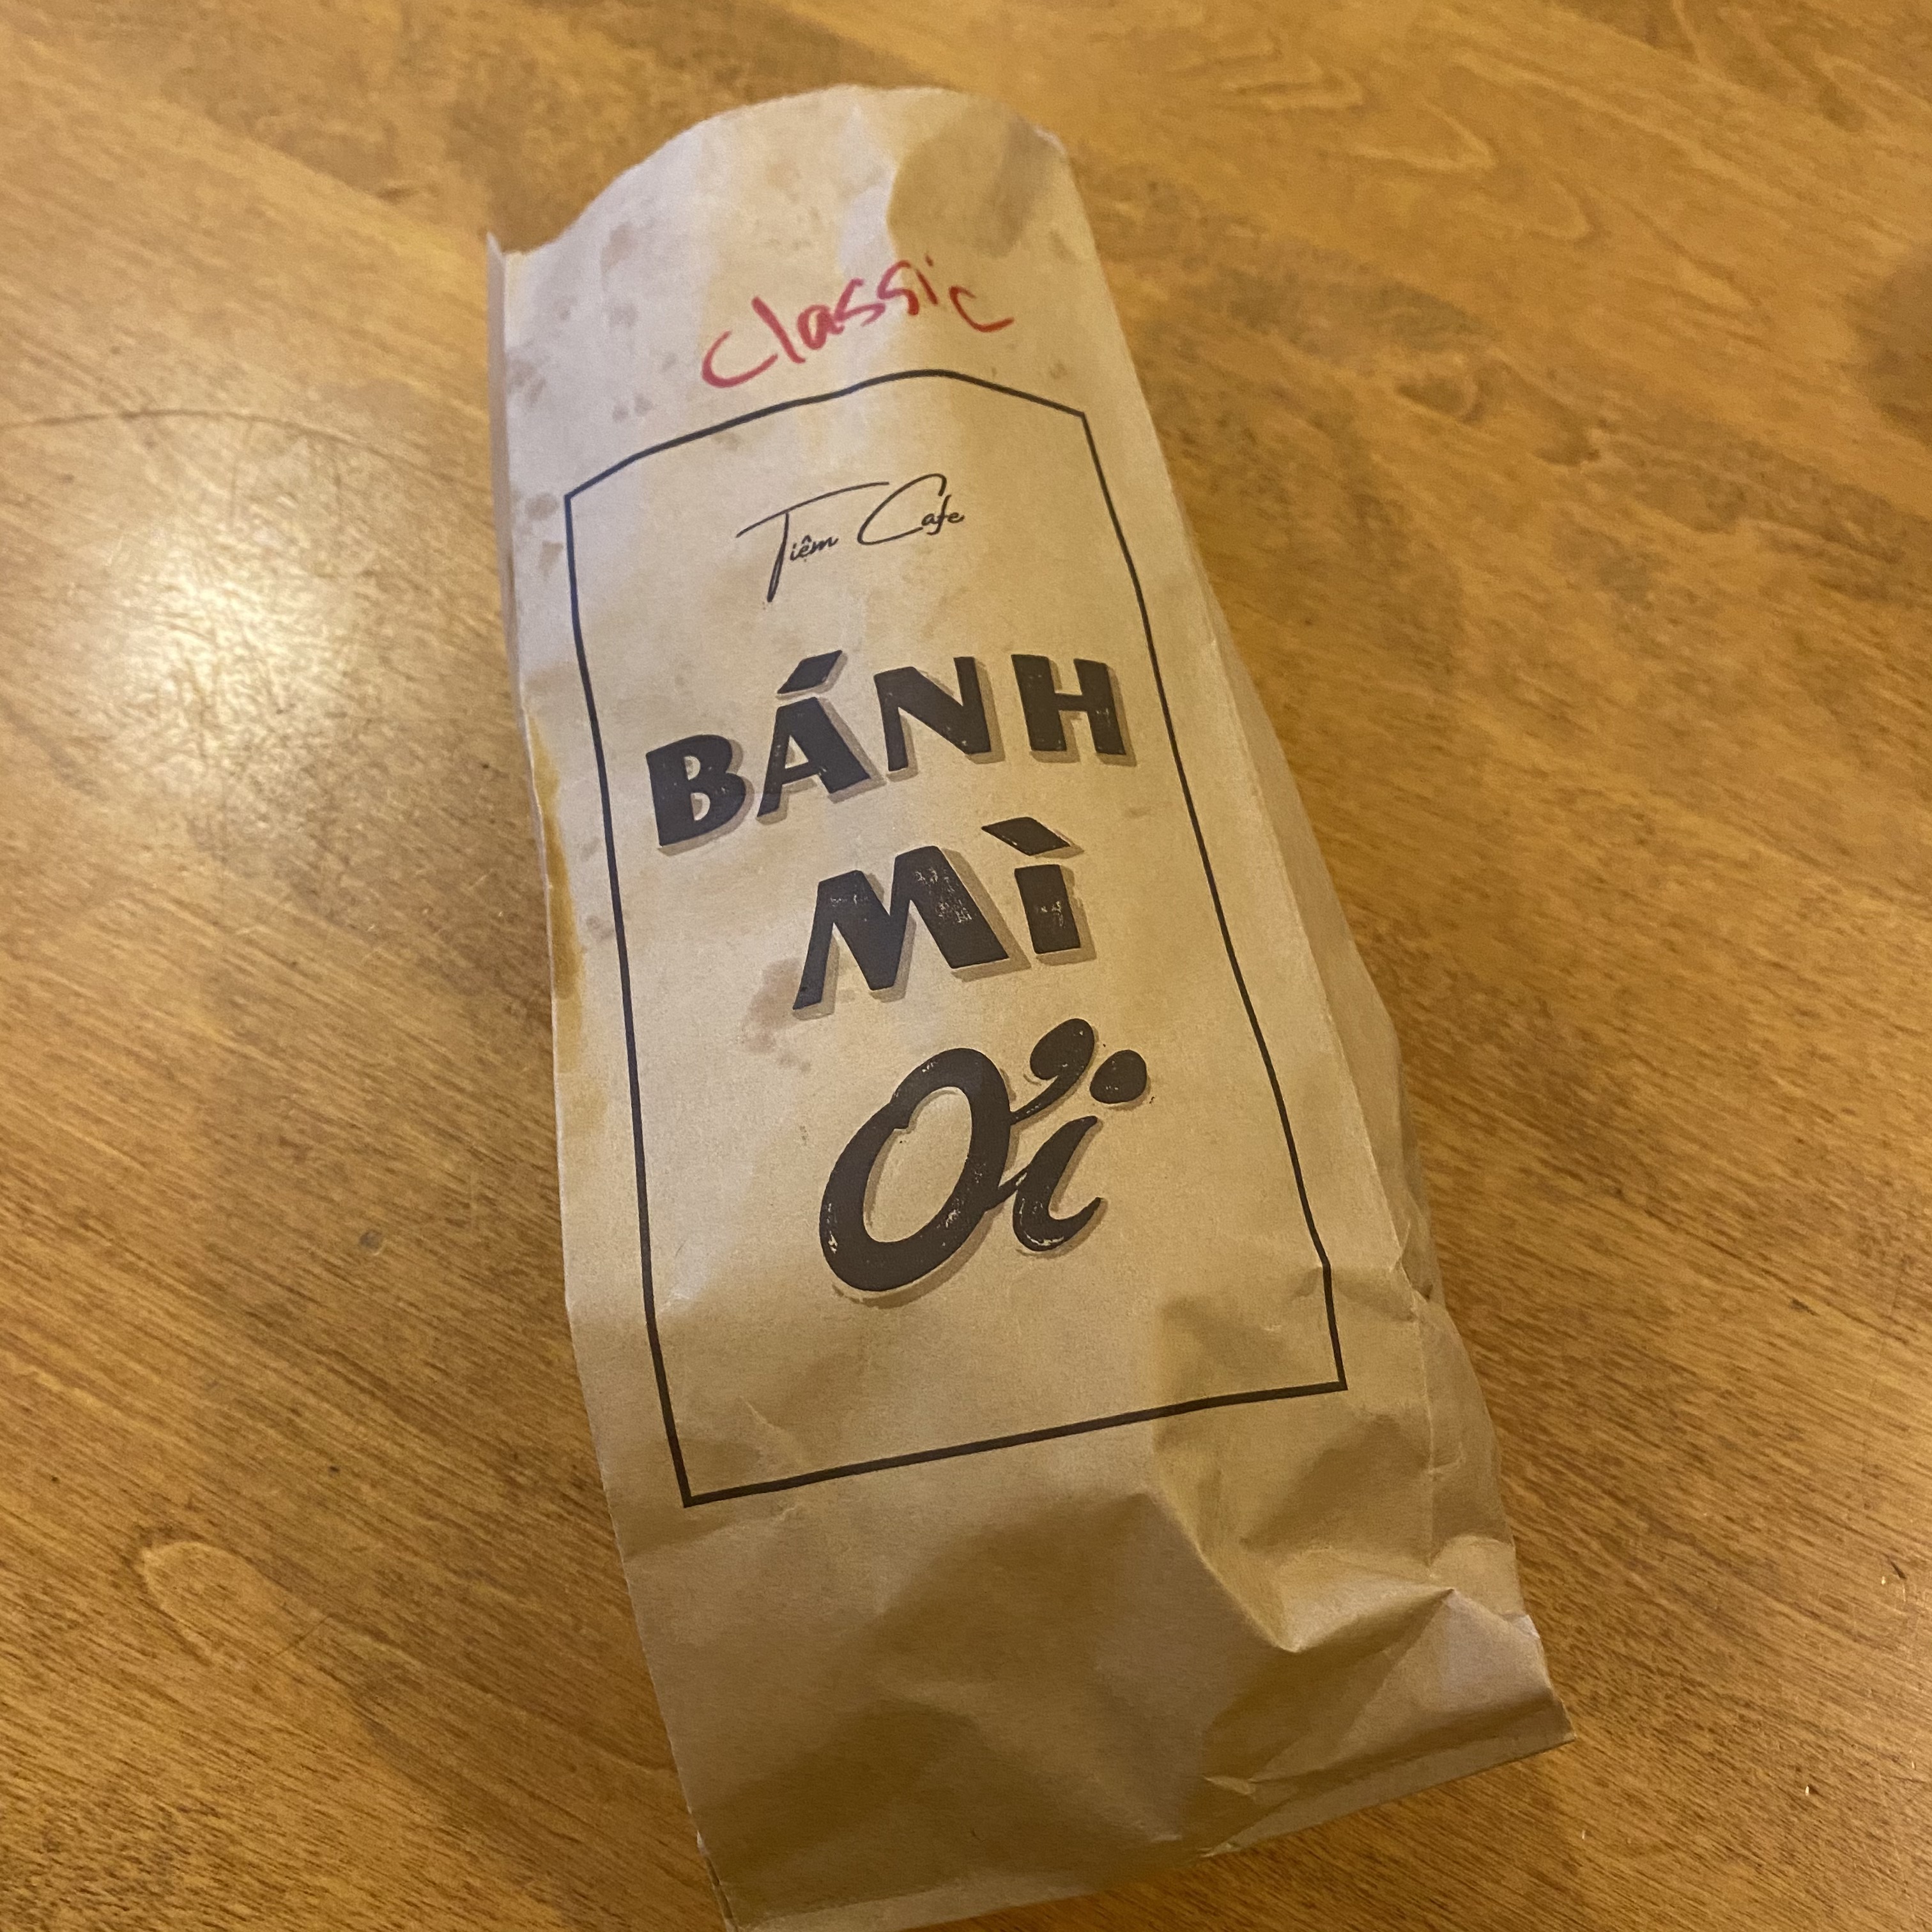 classic
Tiệm Cafe
BÁNH
MÌ
Ơi